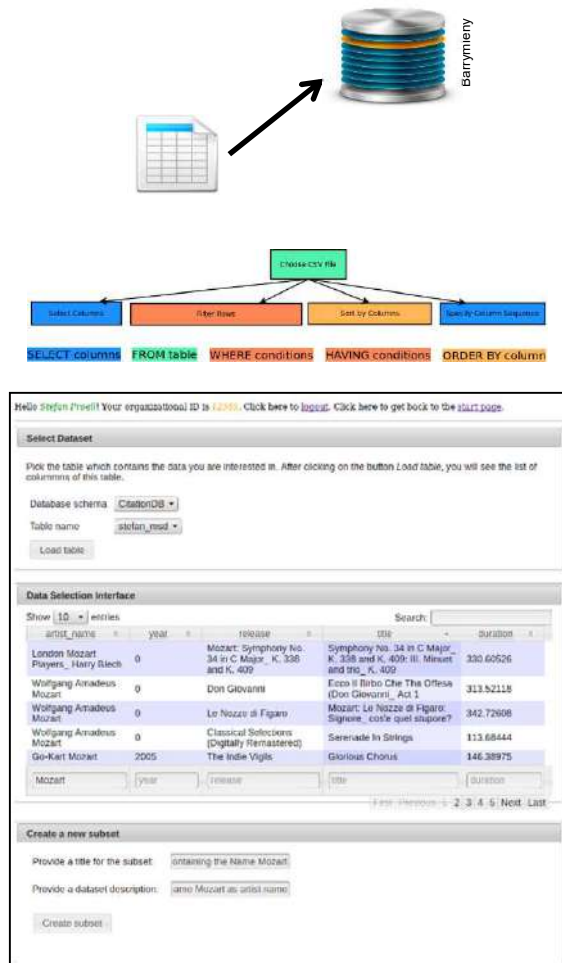 Barrymieny
Choose CSV File
Select Columns
Filter Rows
Sort by Columns
Specify Column Sequence
SELECT columns FROM table WHERE conditions HAVING conditions ORDER BY column
Hello Stefan Proell! Your organizational ID is 12345. Click here to logout. Click here to get back to the start page.
Select Dataset
Pick the table which contains the data you are interested in. After clicking on the button Load table, you will see the list of
columns of this table.
Database schema CitationDB
Table name stefan_msd
Load table
Data Selection Interface
Show 10 entries Search:
artist_name year release title duration
London Mozart Players_ Harry Blech 0 Mozart: Symphony No. 34 in C Major_ K. 338 and K. 409 Symphony No. 34 in C Major_ K. 338 and K. 409: III. Minuet and trio_ K. 409 330.60526
Wolfgang Amadeus Mozart 0 Don Giovanni Ecco Il Birbo Che Tha Offesa (Don Giovanni_ Act 1 313.52118
Wolfgang Amadeus Mozart 0 Le Nozze di Figaro Mozart: Le Nozze di Figaro: Signore_ cos'e quel stupore? 342.72608
Wolfgang Amadeus Mozart 0 Classical Selections (Digitally Remastered) Serenade In Strings 113.68444
Go-Kart Mozart 2005 The Indie Vigils Glorious Chorus 146.38975
Mozart year release title duration
First Previous 1 2 3 4 5 Next Last
Create a new subset
Provide a title for the subset: ontaining the Name Mozart
Provide a dataset description: ame Mozart as artist name
Create subset